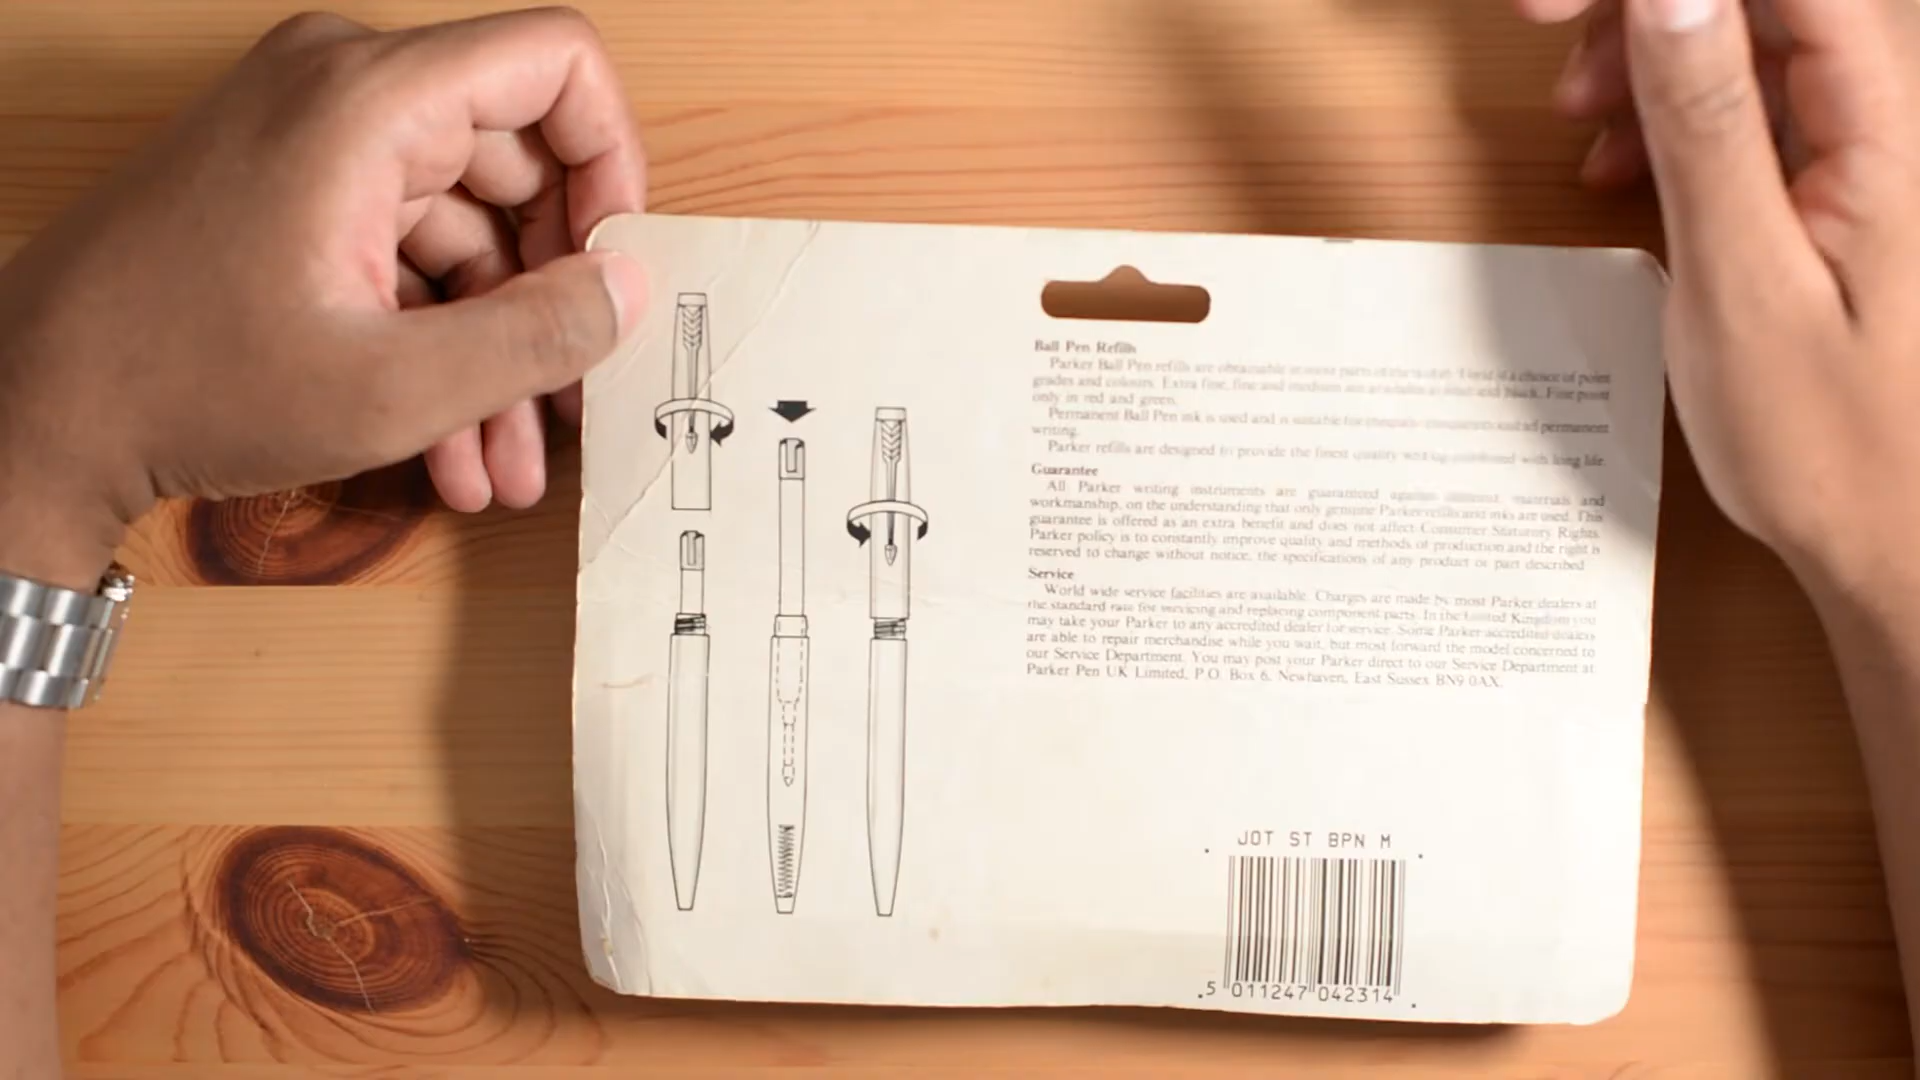 Ball Pen Refills
Parker Ball Pen refills are obtainable in most parts of the world. There is a choice of point
grades and colours. Extra fine, fine and medium are available in blue and black. Fine point
only in red and green.
Permanent Ball Pen ink is used and is suitable for and all permanent
writing.
Parker refills are designed to provide the finest quality writing combined with long life.
Guarantee
All Parker writing instruments are guaranteed against materials and
workmanship, on the understanding that only genuine Parker refills and inks are used. This
guarantee is offered as an extra benefit and does not affect Consumer Statutory Rights.
Parker policy is to constantly improve quality and methods of production and the right is
reserved to change without notice, the specifications of any product or part described
Service
World wide service facilities are available. Charges are made by most Parker dealers at
the standard rate for servicing and replacing component parts. In the United Kingdom you
may take your Parker to any accredited dealer for service. Some Parker accredited dealers
are able to repair merchandise while you wait, but most forward the model concerned to
our Service Department. You may post your Parker direct to our Service Department at:
Parker Pen UK Limited, P.O. Box 6, Newhaven, East Sussex BN9 0AX.
JOT ST BPN M
5 011247 042314